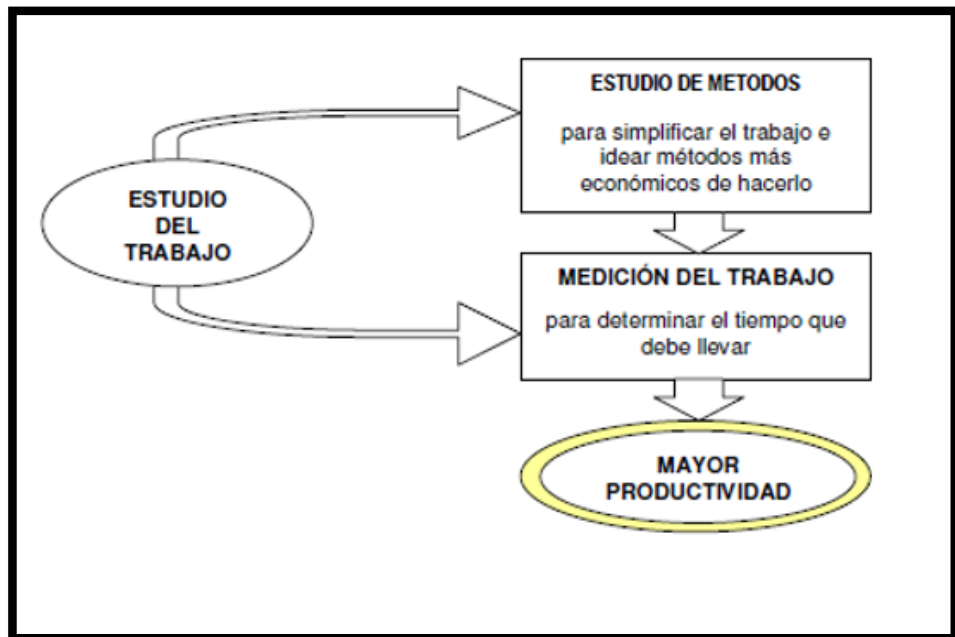 ESTUDIO DE METODOS
para simplificar el trabajo e
idear métodos más
económicos de hacerlo
ESTUDIO
DEL
TRABAJO
MEDICIÓN DEL TRABAJO
para determinar el tiempo que
debe llevar
MAYOR
PRODUCTIVIDAD